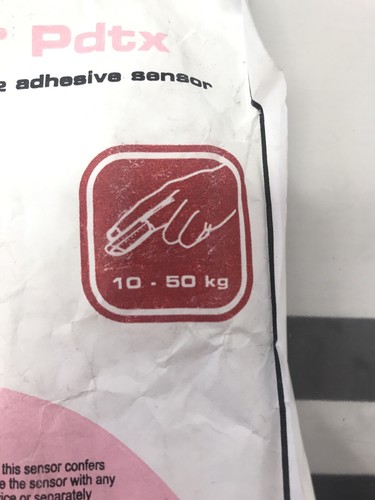 Pdtx
adhesive sensor
10 - 50 kg
this sensor confers
the sensor with any
or separately